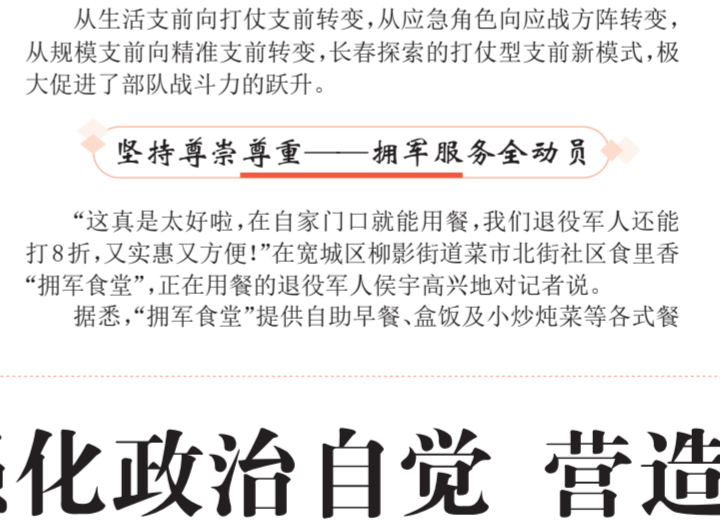 从生活支前向打仗支前转变，从应急角色向应战方阵转变，
从规模支前向精准支前转变，长春探索的打仗型支前新模式，极
大促进了部队战斗力的跃升。
坚持尊崇尊重——拥军服务全动员
“这真是太好啦，在自家门口就能用餐，我们退役军人还能
打8折，又实惠又方便！”在宽城区柳影街道菜市北街社区食里香
“拥军食堂”，正在用餐的退役军人侯宇高兴地对记者说。
据悉，“拥军食堂”提供自助早餐、盒饭及小炒炖菜等各式餐
化政治自觉 营造